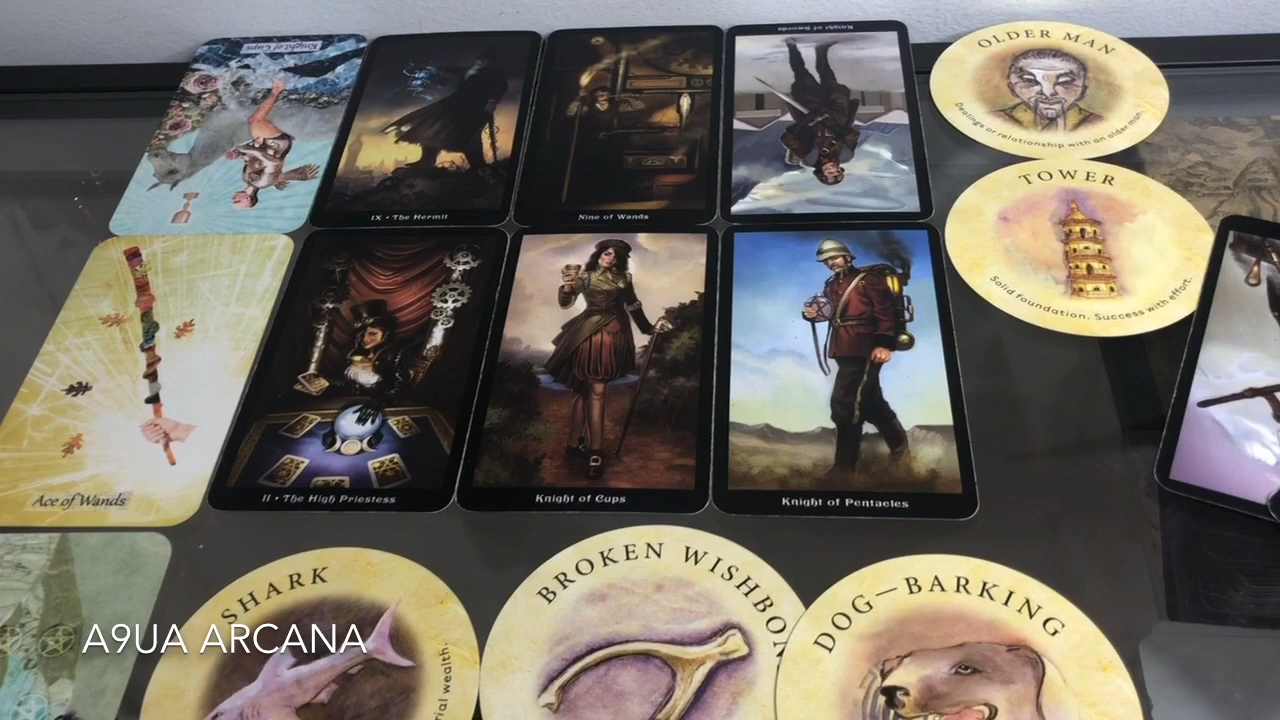 Knight of Cups
IX • The Hermit
Nine of Wands
Knight of Swords
OLDER MAN
Dealings or relationship with an older man.
TOWER
Solid foundation. Success with effort.
Ace of Wands
II • The High Priestess
Knight of Cups
Knight of Pentacles
SHARK
rial wealth.
BROKEN WISHBON
DOG—BARKING
A9UA ARCANA